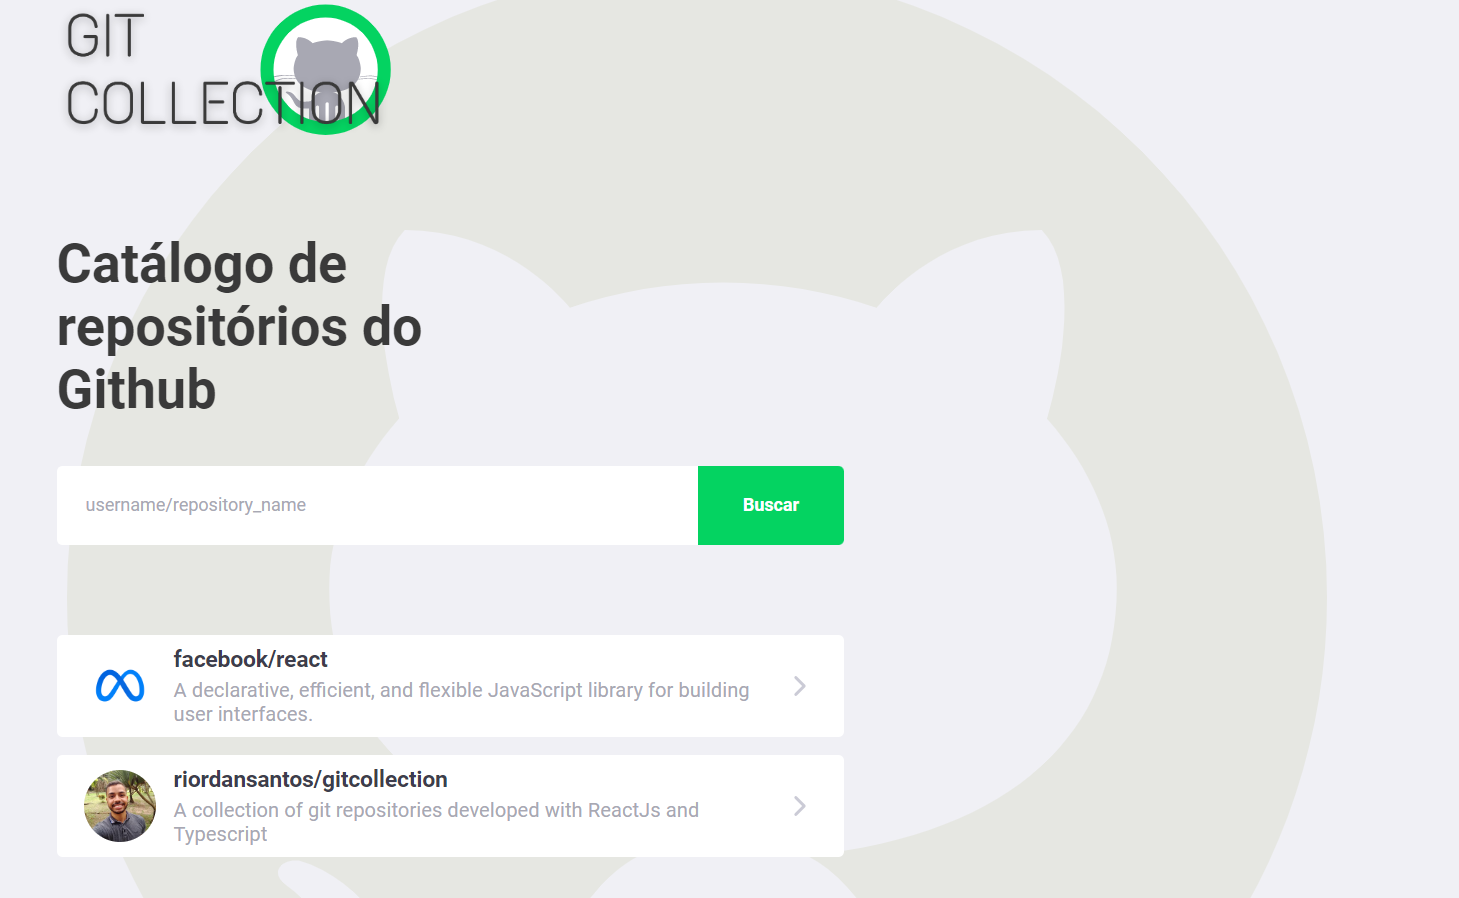 GIT
COLLECTION
Catálogo de
repositórios do
Github
username/repository_name
Buscar
facebook/react
A declarative, efficient, and flexible JavaScript library for building
user interfaces.
riordansantos/gitcollection
A collection of git repositories developed with ReactJs and
Typescript